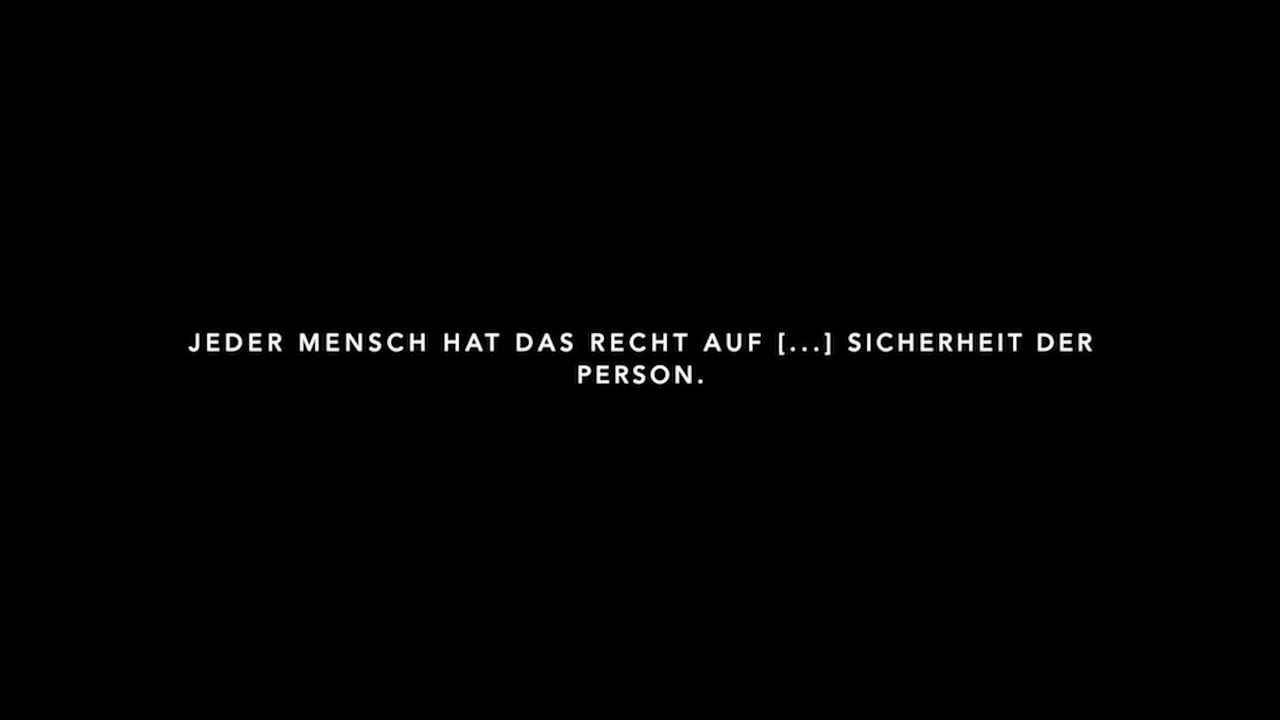 JEDER MENSCH HAT DAS RECHT AUF [...] SICHERHEIT DER
PERSON.